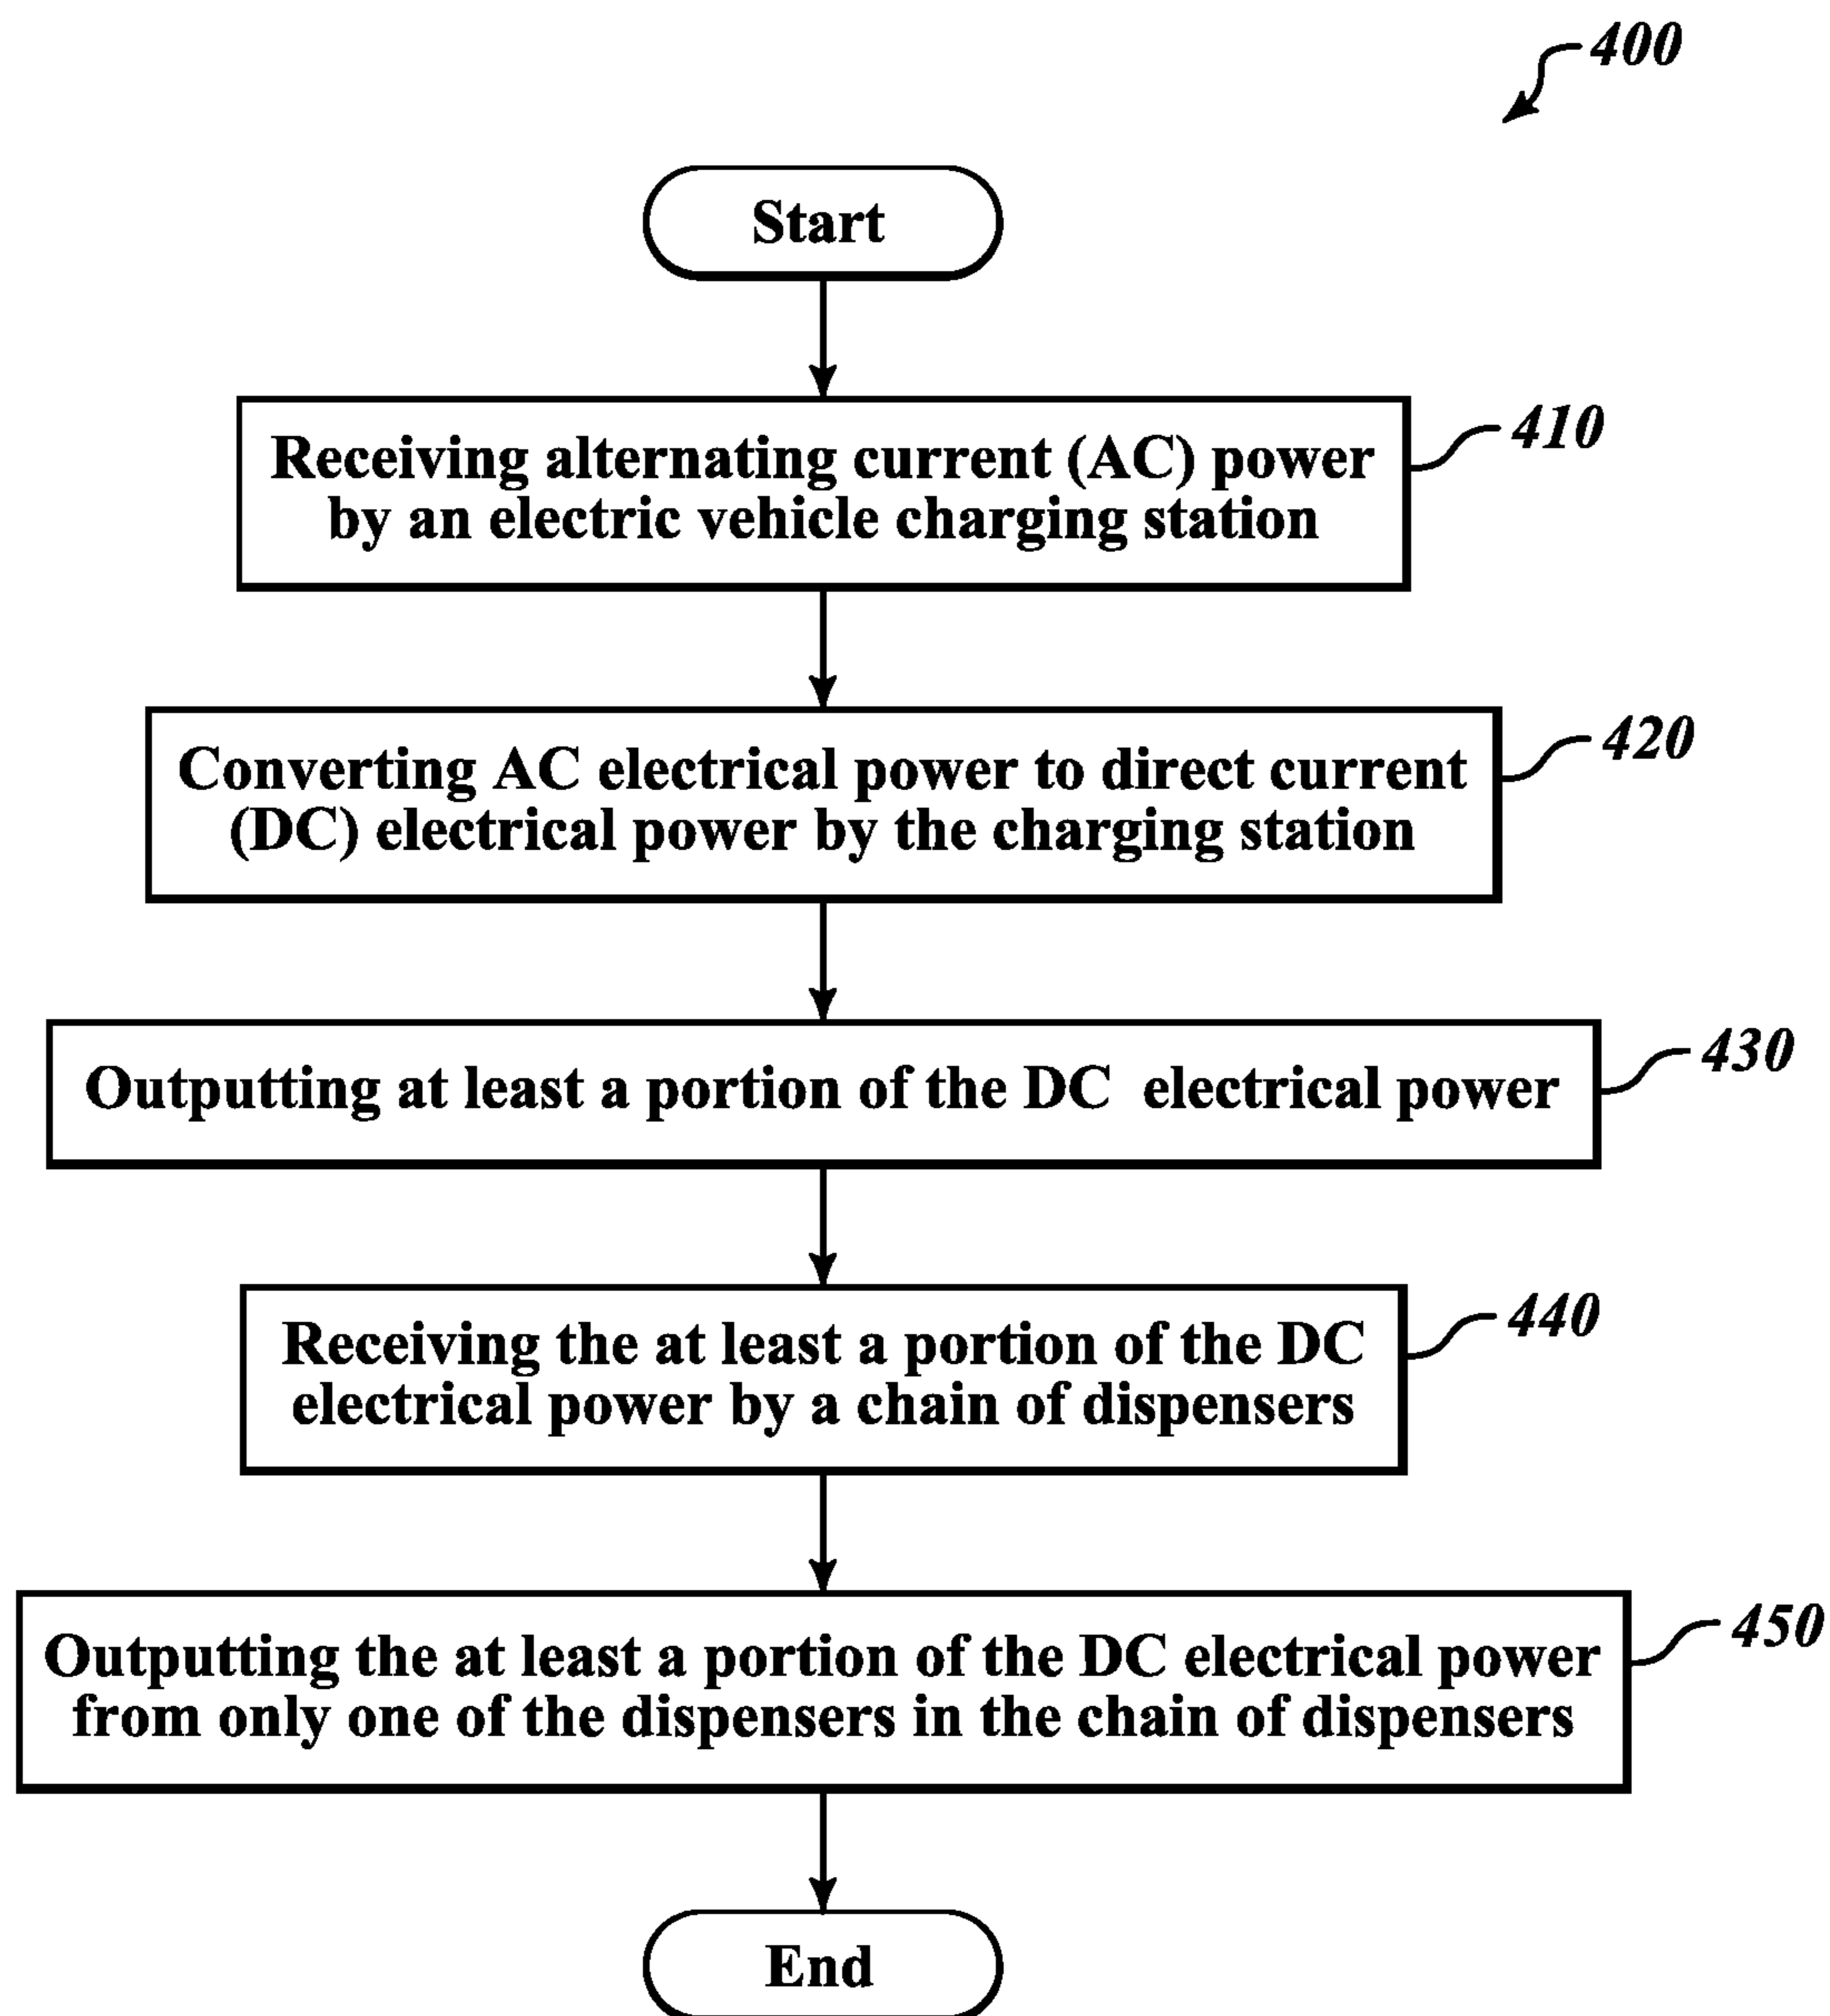 400
Start
Receiving alternating current (AC) power
by an electric vehicle charging station
410
Converting AC electrical power to direct current
(DC) electrical power by the charging station
420
Outputting at least a portion of the DC electrical power
430
Receiving the at least a portion of the DC
electrical power by a chain of dispensers
440
Outputting the at least a portion of the DC electrical power
from only one of the dispensers in the chain of dispensers
450
End